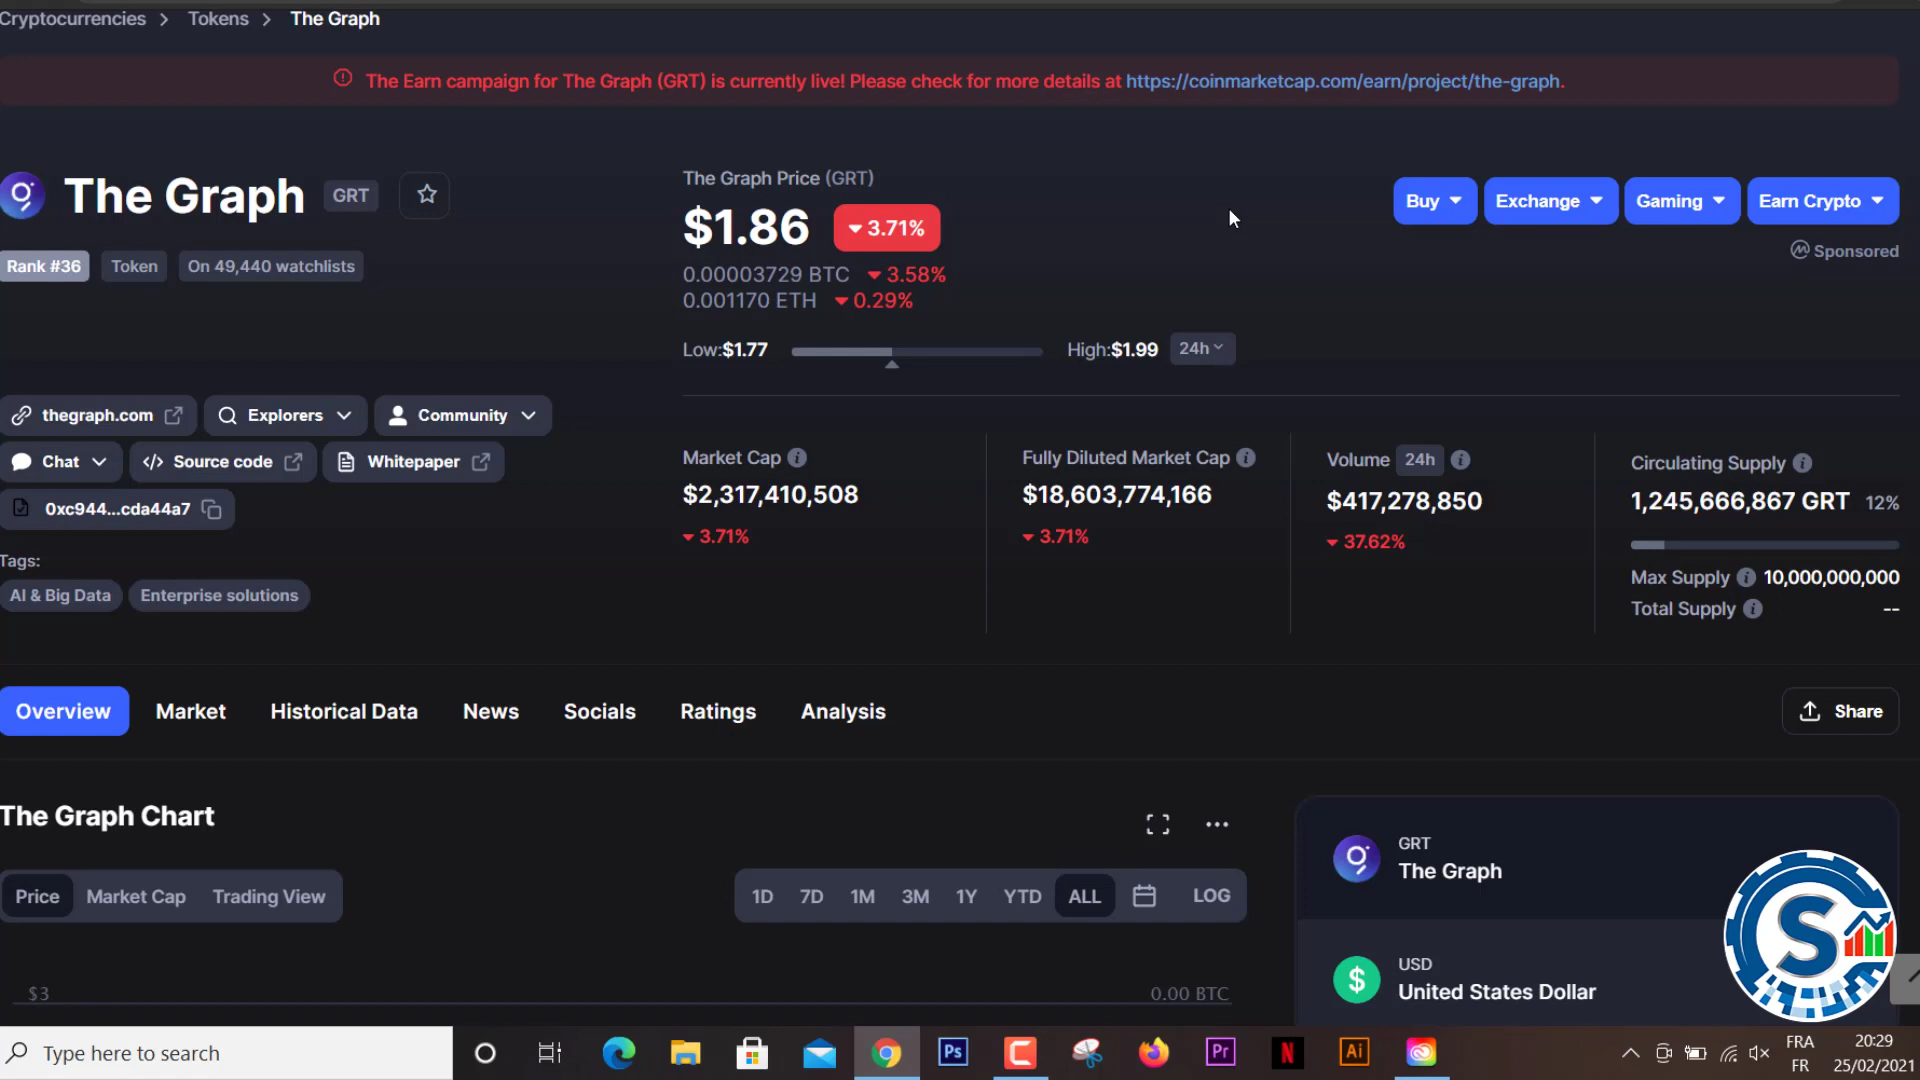 Cryptocurrencies > Tokens > The Graph
The Earn campaign for The Graph (GRT) is currently live! Please check for more details at https://coinmarketcap.com/earn/project/the-graph.
The Graph GRT
Rank #36 Token On 49,440 watchlists
The Graph Price (GRT)
$1.86 3.71%
0.00003729 BTC 3.58%
0.001170 ETH 0.29%
Low:$1.77 High:$1.99 24h
Buy Exchange Gaming Earn Crypto
Sponsored
thegraph.com Explorers Community
Chat Source code Whitepaper
0xc944...cda44a7
Tags:
AI & Big Data Enterprise solutions
Market Cap
$2,317,410,508
3.71%
Fully Diluted Market Cap
$18,603,774,166
3.71%
Volume 24h
$417,278,850
37.62%
Circulating Supply
1,245,666,867 GRT 12%
Max Supply 10,000,000,000
Total Supply --
Overview Market Historical Data News Socials Ratings Analysis Share
The Graph Chart
Price Market Cap Trading View
1D 7D 1M 3M 1Y YTD ALL LOG
$3 0.00 BTC
GRT
The Graph
USD
United States Dollar
Type here to search
Ps
Pr
N
Ai
FRA
FR
20:29
25/02/2021